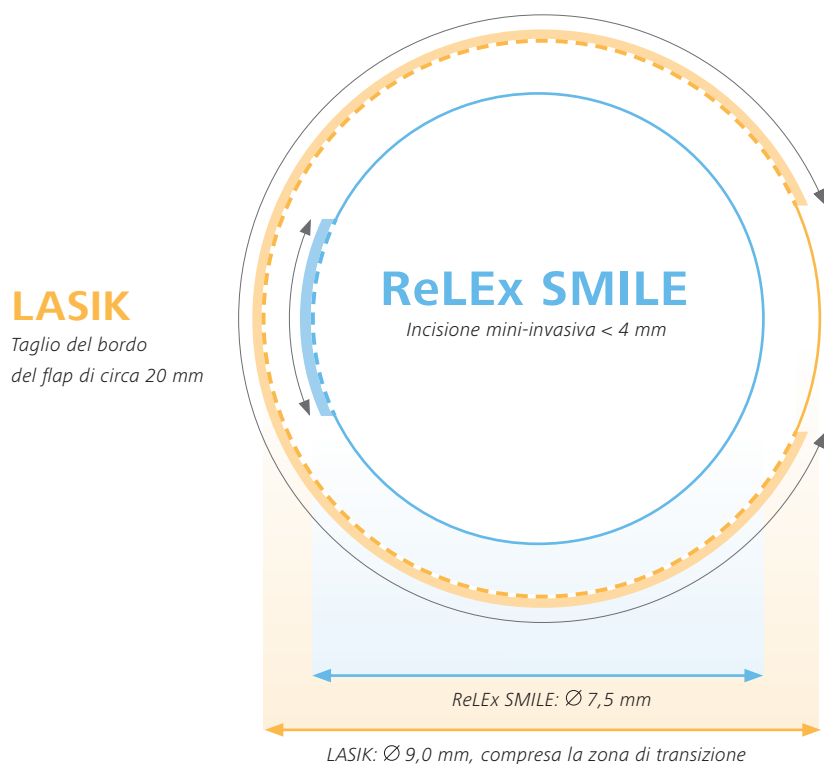 LASIK
Taglio del bordo
del flap di circa 20 mm
ReLEx SMILE
Incisione mini-invasiva < 4 mm
ReLEx SMILE: ∅ 7,5 mm
LASIK: ∅ 9,0 mm, compresa la zona di transizione